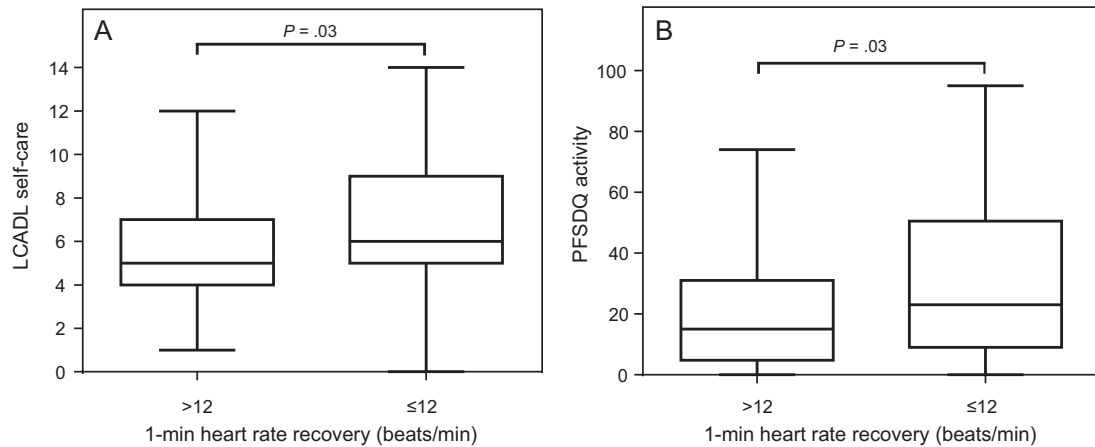 A
P = .03
LCADL self-care
14
12
10
8
6
4
2
0
>12
≤12
1-min heart rate recovery (beats/min)
B
P = .03
PFSDQ activity
100
80
60
40
20
0
>12
≤12
1-min heart rate recovery (beats/min)